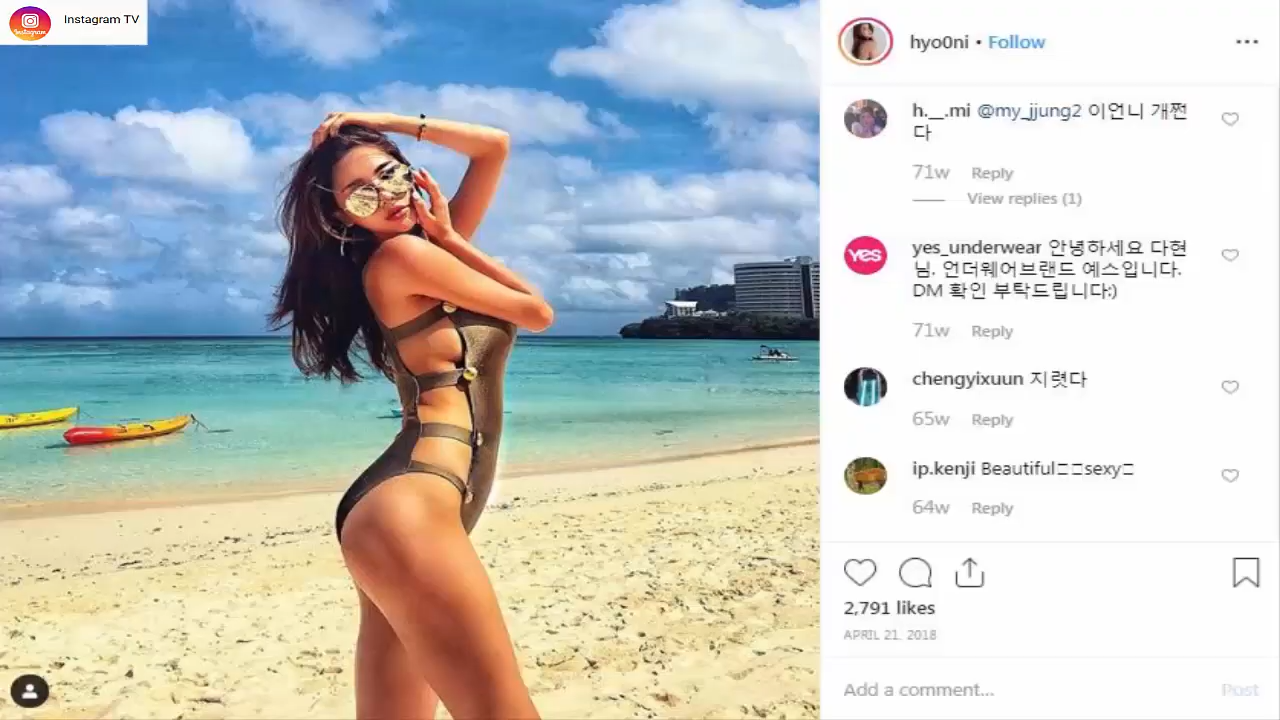 Instagram TV
Instagram
hyo0ni • Follow
h.__.mi @my_jjung2 이언니 개쩐
다
71w Reply
View replies (1)
yes_underwear 안녕하세요 다현
님. 언더웨어브랜드 예스입니다.
DM 확인 부탁드립니다:)
YES
71w Reply
chengyixuun 지렷다
65w Reply
ip.kenji Beautiful□□sexy□
64w Reply
2,791 likes
APRIL 21, 2018
Add a comment... Post